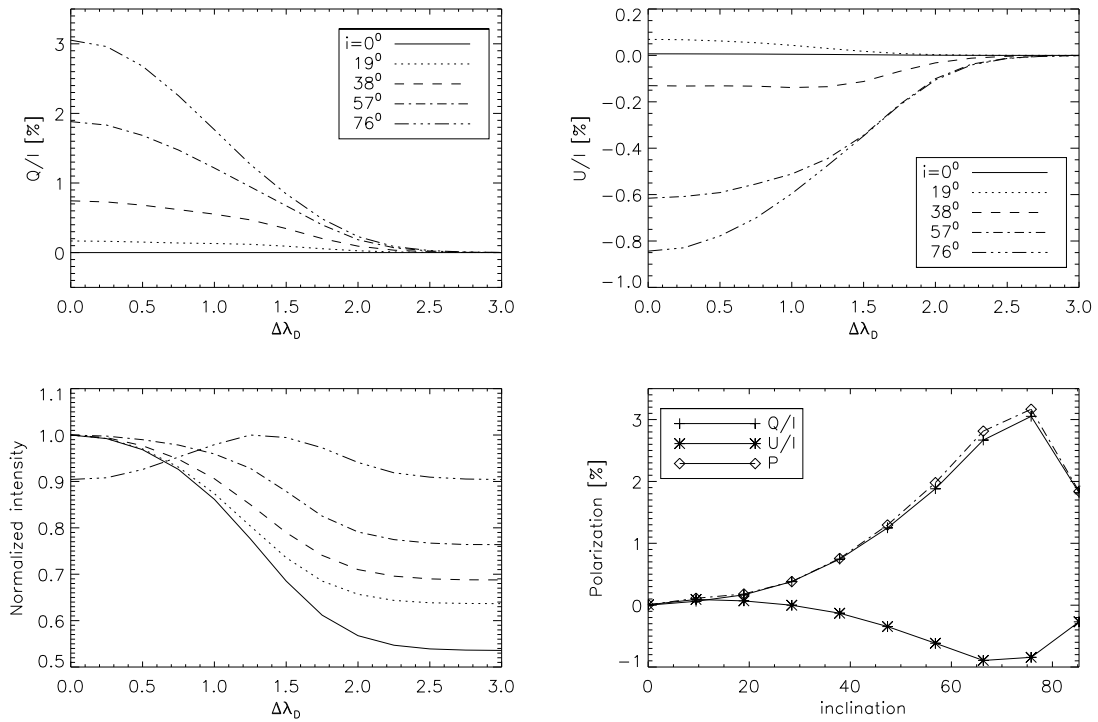 3
2
1
0
Q/I [%]
i=0⁰
19⁰
38⁰
57⁰
76⁰
0.0 0.5 1.0 1.5 2.0 2.5 3.0
Δλ_D
0.2
0.0
−0.2
−0.4
−0.6
−0.8
−1.0
U/I [%]
i=0⁰
19⁰
38⁰
57⁰
76⁰
0.0 0.5 1.0 1.5 2.0 2.5 3.0
Δλ_D
1.1
1.0
0.9
0.8
0.7
0.6
0.5
Normalized intensity
0.0 0.5 1.0 1.5 2.0 2.5 3.0
Δλ_D
3
2
1
0
−1
Polarization [%]
Q/I
U/I
P
0 20 40 60 80
inclination